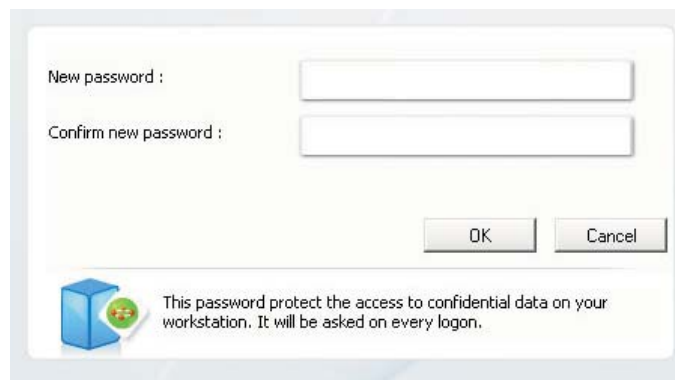 New password :
Confirm new password :
OK Cancel
This password protect the access to confidential data on your
workstation. It will be asked on every logon.